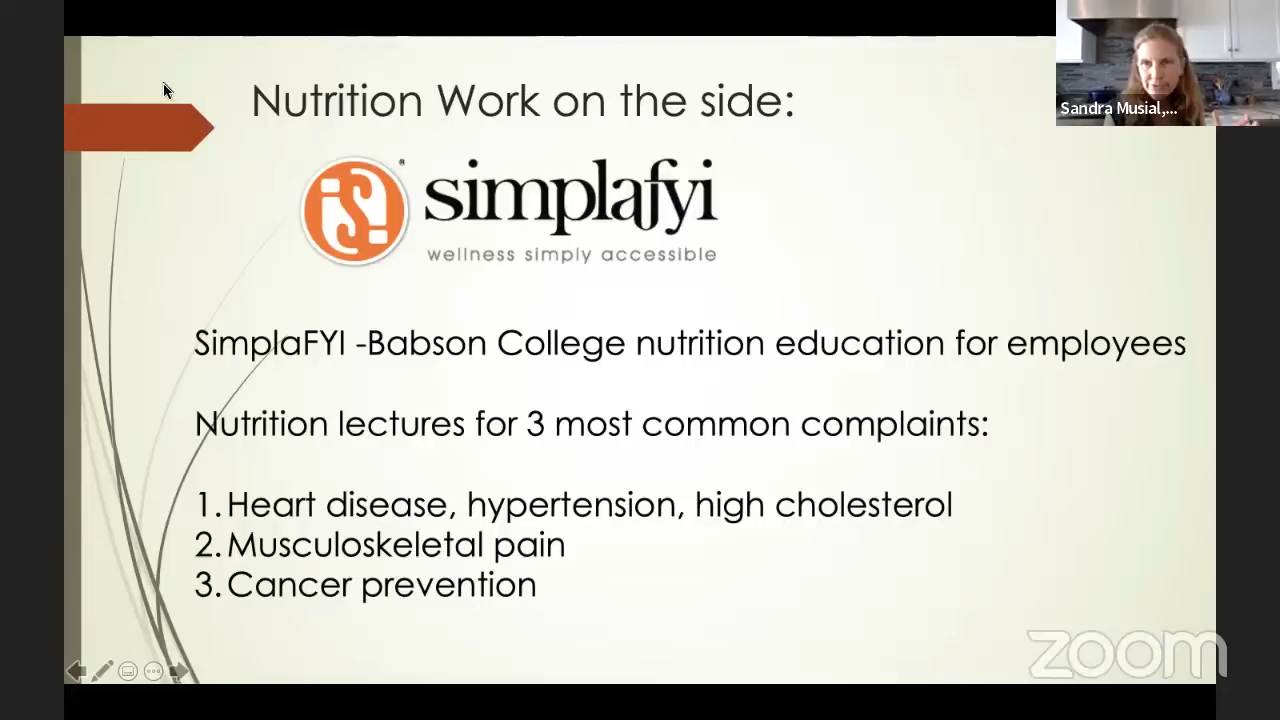 Nutrition Work on the side:
Sandra Musial,...
simplafyi
wellness simply accessible
SimplaFYI -Babson College nutrition education for employees
Nutrition lectures for 3 most common complaints:
1. Heart disease, hypertension, high cholesterol
2. Musculoskeletal pain
3. Cancer prevention
zoom